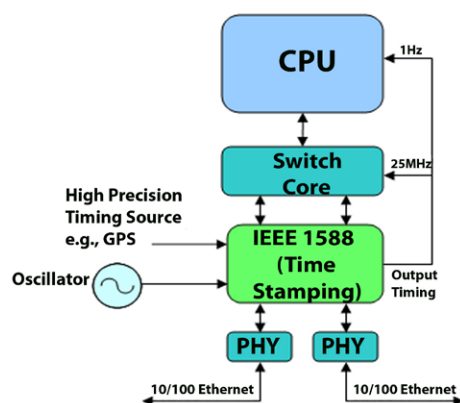 CPU
1Hz
Switch
Core
25MHz
High Precision
Timing Source
e.g., GPS
IEEE 1588
(Time
Stamping)
Oscillator
Output
Timing
PHY
PHY
10/100 Ethernet
10/100 Ethernet